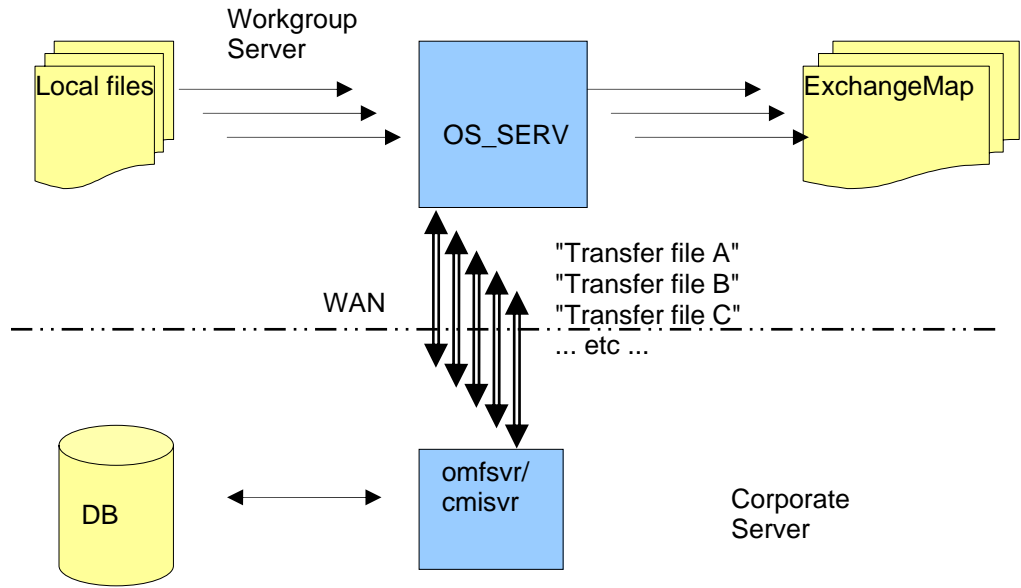 Workgroup
Server
Local files
OS_SERV
ExchangeMap
"Transfer file A"
"Transfer file B"
"Transfer file C"
... etc ...
WAN
DB
omfsvr/
cmisvr
Corporate
Server